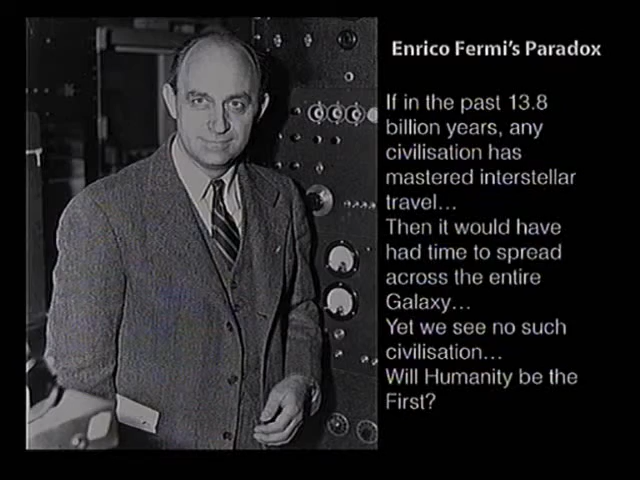 Enrico Fermi's Paradox
If in the past 13.8
billion years, any
civilisation has
mastered interstellar
travel...
Then it would have
had time to spread
across the entire
Galaxy...
Yet we see no such
civilisation...
Will Humanity be the
First?